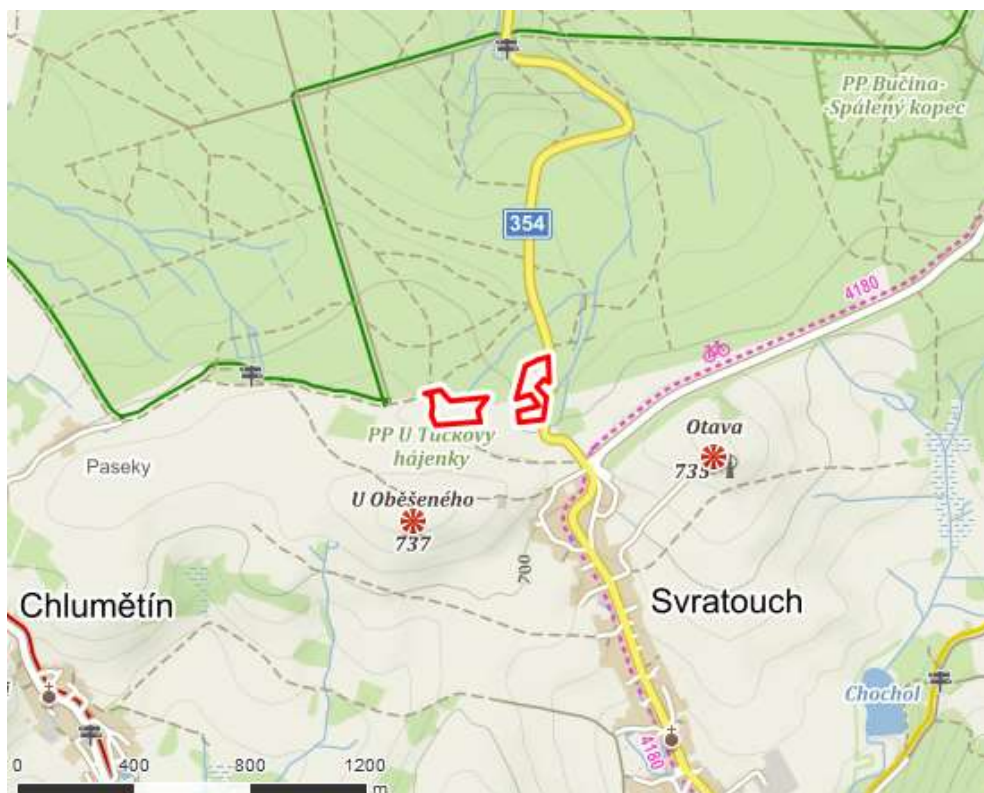 PP Bučina-
-Spálený kopec
354
4180
PP U Tučkovy
hájenky
Otava
735
Paseky
U Oběšeného
737
700
Chlumětín
Svratouch
Chochol
4180
0 400 800 1200
m